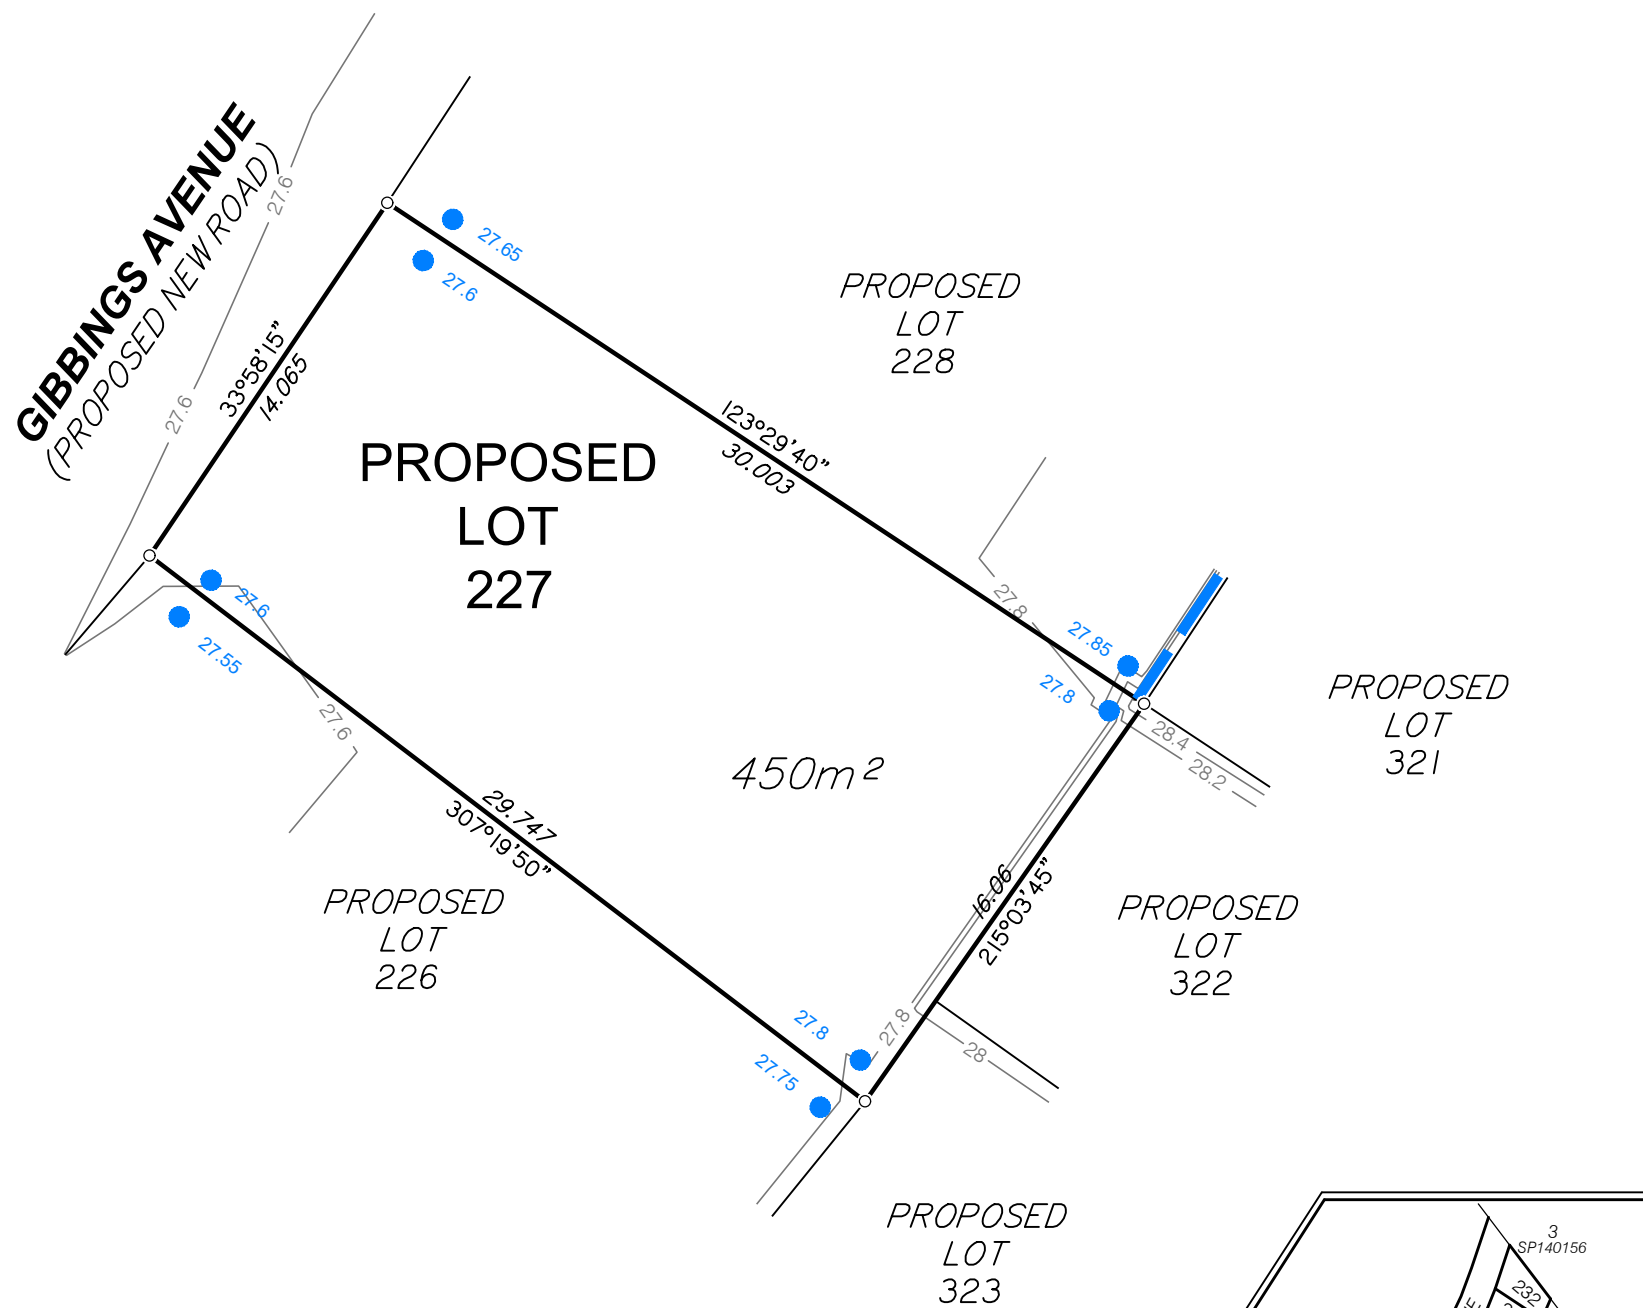 GIBBINGS AVENUE
(PROPOSED NEW ROAD)
27.6
27.6
33°58'15"
14.065
27.65
27.6
PROPOSED
LOT
228
123°29'40"
30.003
PROPOSED
LOT
227
27.6
27.55
27.6
27.8
27.85
27.8
28.4
28.2
PROPOSED
LOT
321
450m²
29.747
307°19'50"
PROPOSED
LOT
226
16.06
215°03'45"
PROPOSED
LOT
322
27.8
27.75
27.8
28
PROPOSED
LOT
323
3
SP140156
232